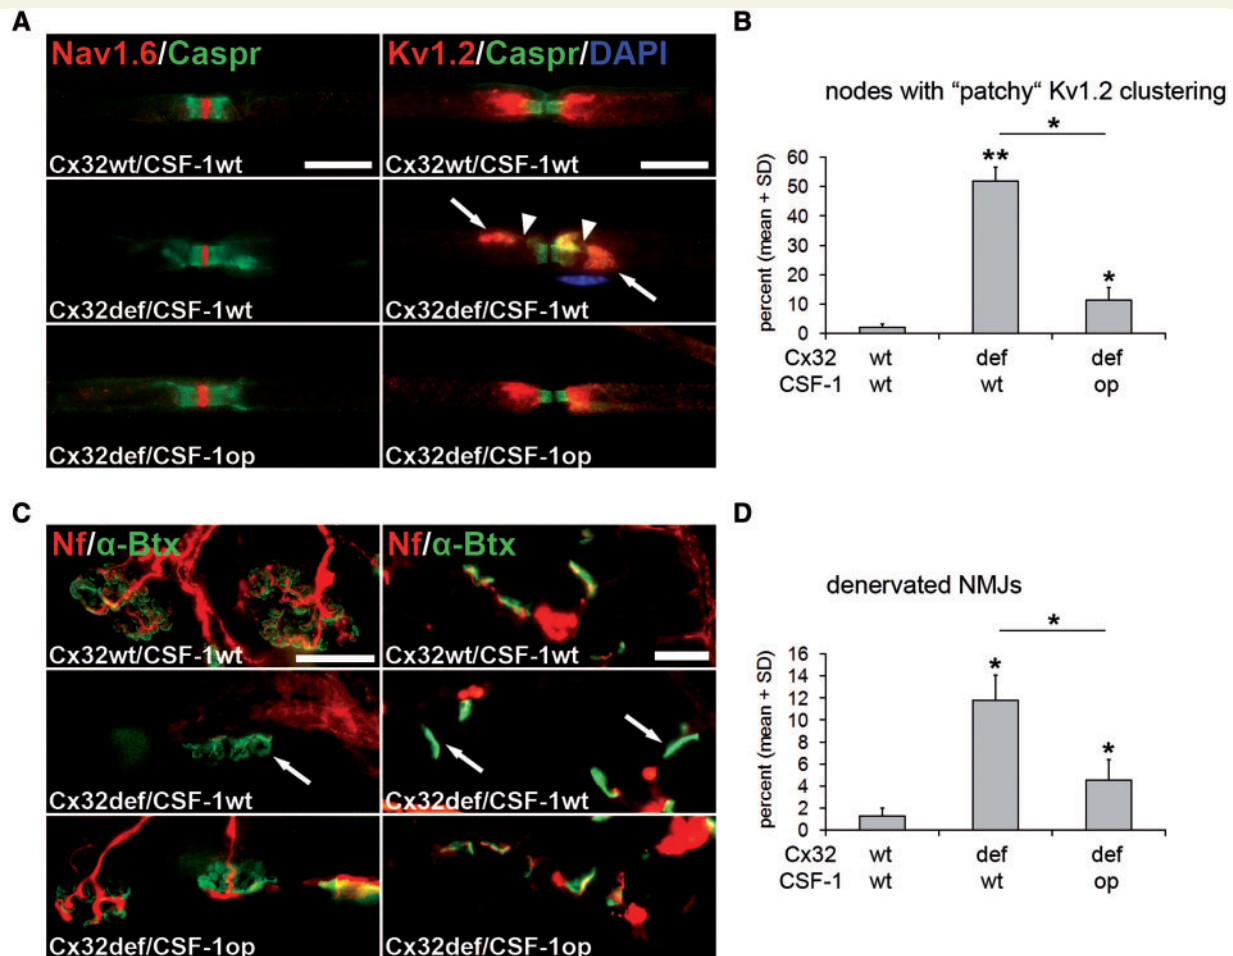 A
Nav1.6/Caspr
Kv1.2/Caspr/DAPI
Cx32wt/CSF-1wt
Cx32wt/CSF-1wt
Cx32def/CSF-1wt
Cx32def/CSF-1wt
Cx32def/CSF-1op
Cx32def/CSF-1op
B
nodes with “patchy“ Kv1.2 clustering
*
**
*
percent (mean + SD)
60
50
40
30
20
10
0
Cx32 wt def def
CSF-1 wt wt op
C
Nf/α-Btx
Nf/α-Btx
Cx32wt/CSF-1wt
Cx32wt/CSF-1wt
Cx32def/CSF-1wt
Cx32def/CSF-1wt
Cx32def/CSF-1op
Cx32def/CSF-1op
D
denervated NMJs
*
*
*
percent (mean + SD)
16
14
12
10
8
6
4
2
0
Cx32 wt def def
CSF-1 wt wt op